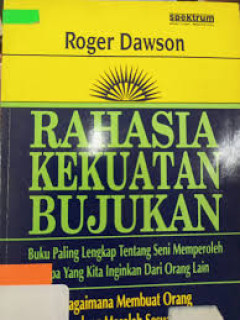 spektrum
Roger Dawson
RAHASIA
KEKUATAN
BUJUKAN
Buku Paling Lengkap Tentang Seni Memperoleh
Yang Kita Inginkan Dari Orang Lain
Bagaimana Membuat Orang